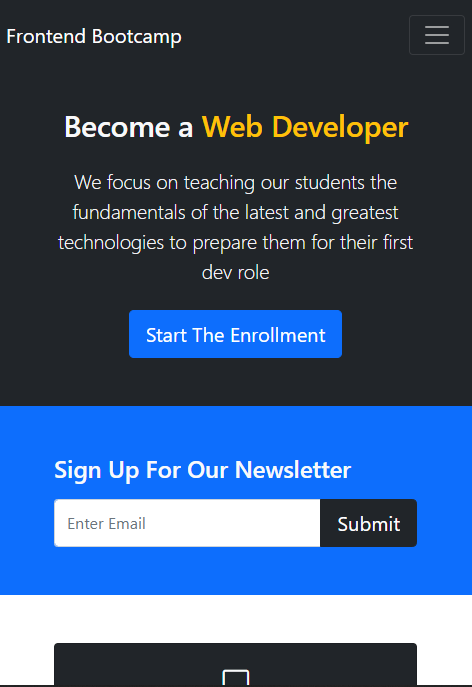 Frontend Bootcamp
Become a Web Developer
We focus on teaching our students the
fundamentals of the latest and greatest
technologies to prepare them for their first
dev role
Start The Enrollment
Sign Up For Our Newsletter
Enter Email
Submit